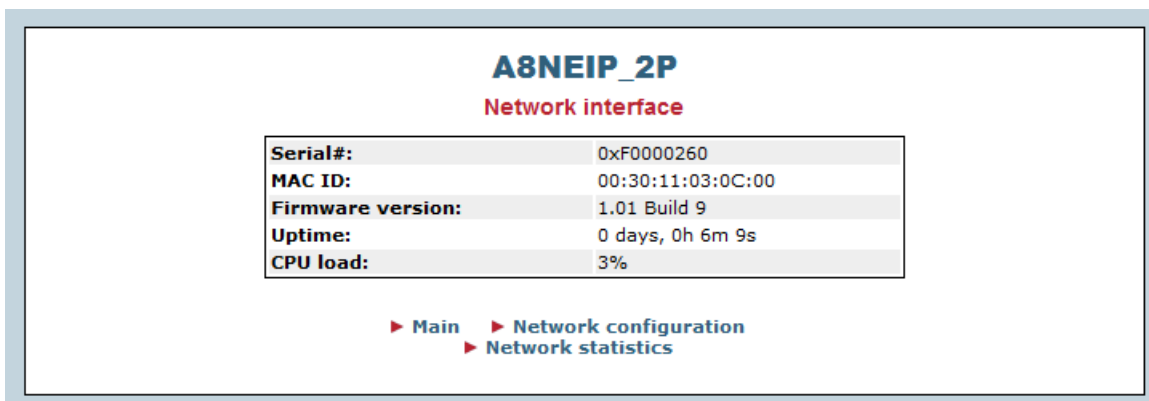 A8NEIP_2P
Network interface
Serial#: 0xF0000260
MAC ID: 00:30:11:03:0C:00
Firmware version: 1.01 Build 9
Uptime: 0 days, 0h 6m 9s
CPU load: 3%
Main Network configuration
Network statistics